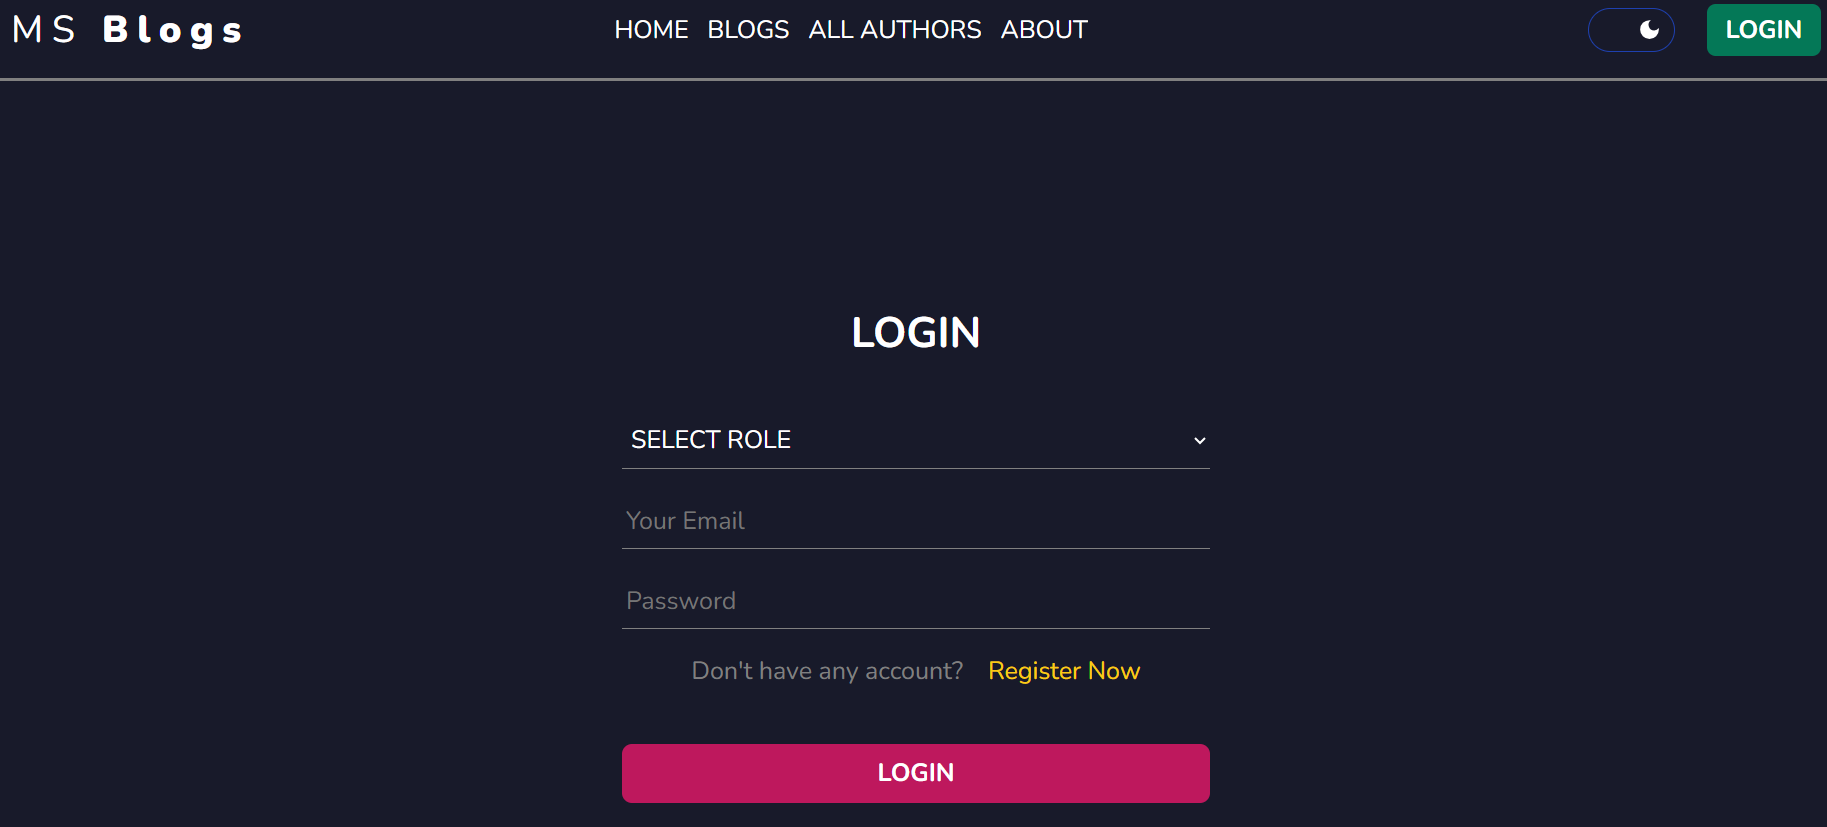 MS Blogs
HOME BLOGS ALL AUTHORS ABOUT
LOGIN
LOGIN
SELECT ROLE
Your Email
Password
Don't have any account? Register Now
LOGIN